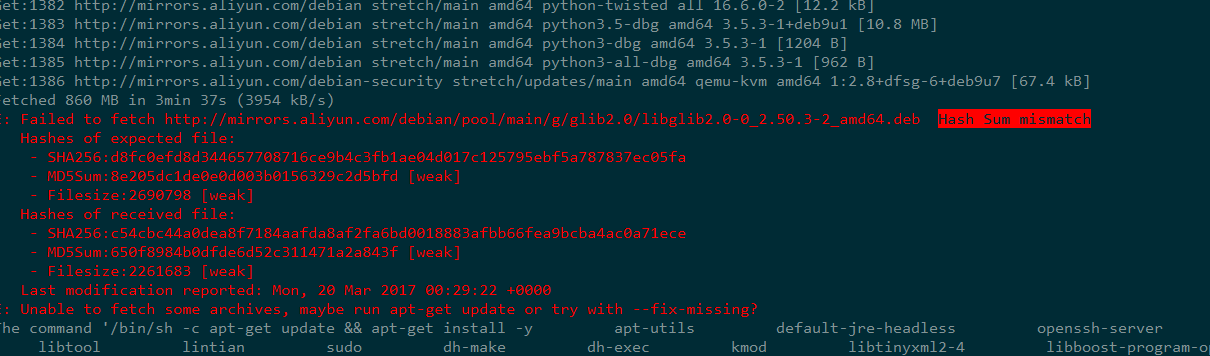 Get:1382 http://mirrors.aliyun.com/debian stretch/main amd64 python-twisted all 16.6.0-2 [12.2 kB]
Get:1383 http://mirrors.aliyun.com/debian stretch/main amd64 python3.5-dbg amd64 3.5.3-1+deb9u1 [10.8 MB]
Get:1384 http://mirrors.aliyun.com/debian stretch/main amd64 python3-dbg amd64 3.5.3-1 [1204 B]
Get:1385 http://mirrors.aliyun.com/debian stretch/main amd64 python3-all-dbg amd64 3.5.3-1 [962 B]
Get:1386 http://mirrors.aliyun.com/debian-security stretch/updates/main amd64 qemu-kvm amd64 1:2.8+dfsg-6+deb9u7 [67.4 kB]
Fetched 860 MB in 3min 37s (3954 kB/s)
E: Failed to fetch http://mirrors.aliyun.com/debian/pool/main/g/glib2.0/libglib2.0-0_2.50.3-2_amd64.deb  Hash Sum mismatch
   Hashes of expected file:
    - SHA256:d8fc0efd8d344657708716ce9b4c3fb1ae04d017c125795ebf5a787837ec05fa
    - MD5Sum:8e205dc1de0e0d003b0156329c2d5bfd [weak]
    - Filesize:2690798 [weak]
   Hashes of received file:
    - SHA256:c54cbc44a0dea8f7184aafda8af2fa6bd0018883afbb66fea9bcba4ac0a71ece
    - MD5Sum:650f8984b0dfde6d52c311471a2a843f [weak]
    - Filesize:2261683 [weak]
   Last modification reported: Mon, 20 Mar 2017 00:29:22 +0000
E: Unable to fetch some archives, maybe run apt-get update or try with --fix-missing?
The command '/bin/sh -c apt-get update && apt-get install -y         apt-utils         default-jre-headless         openssh-server
     libtool         lintian         sudo         dh-make         dh-exec         kmod         libtinyxml2-4         libboost-program-o